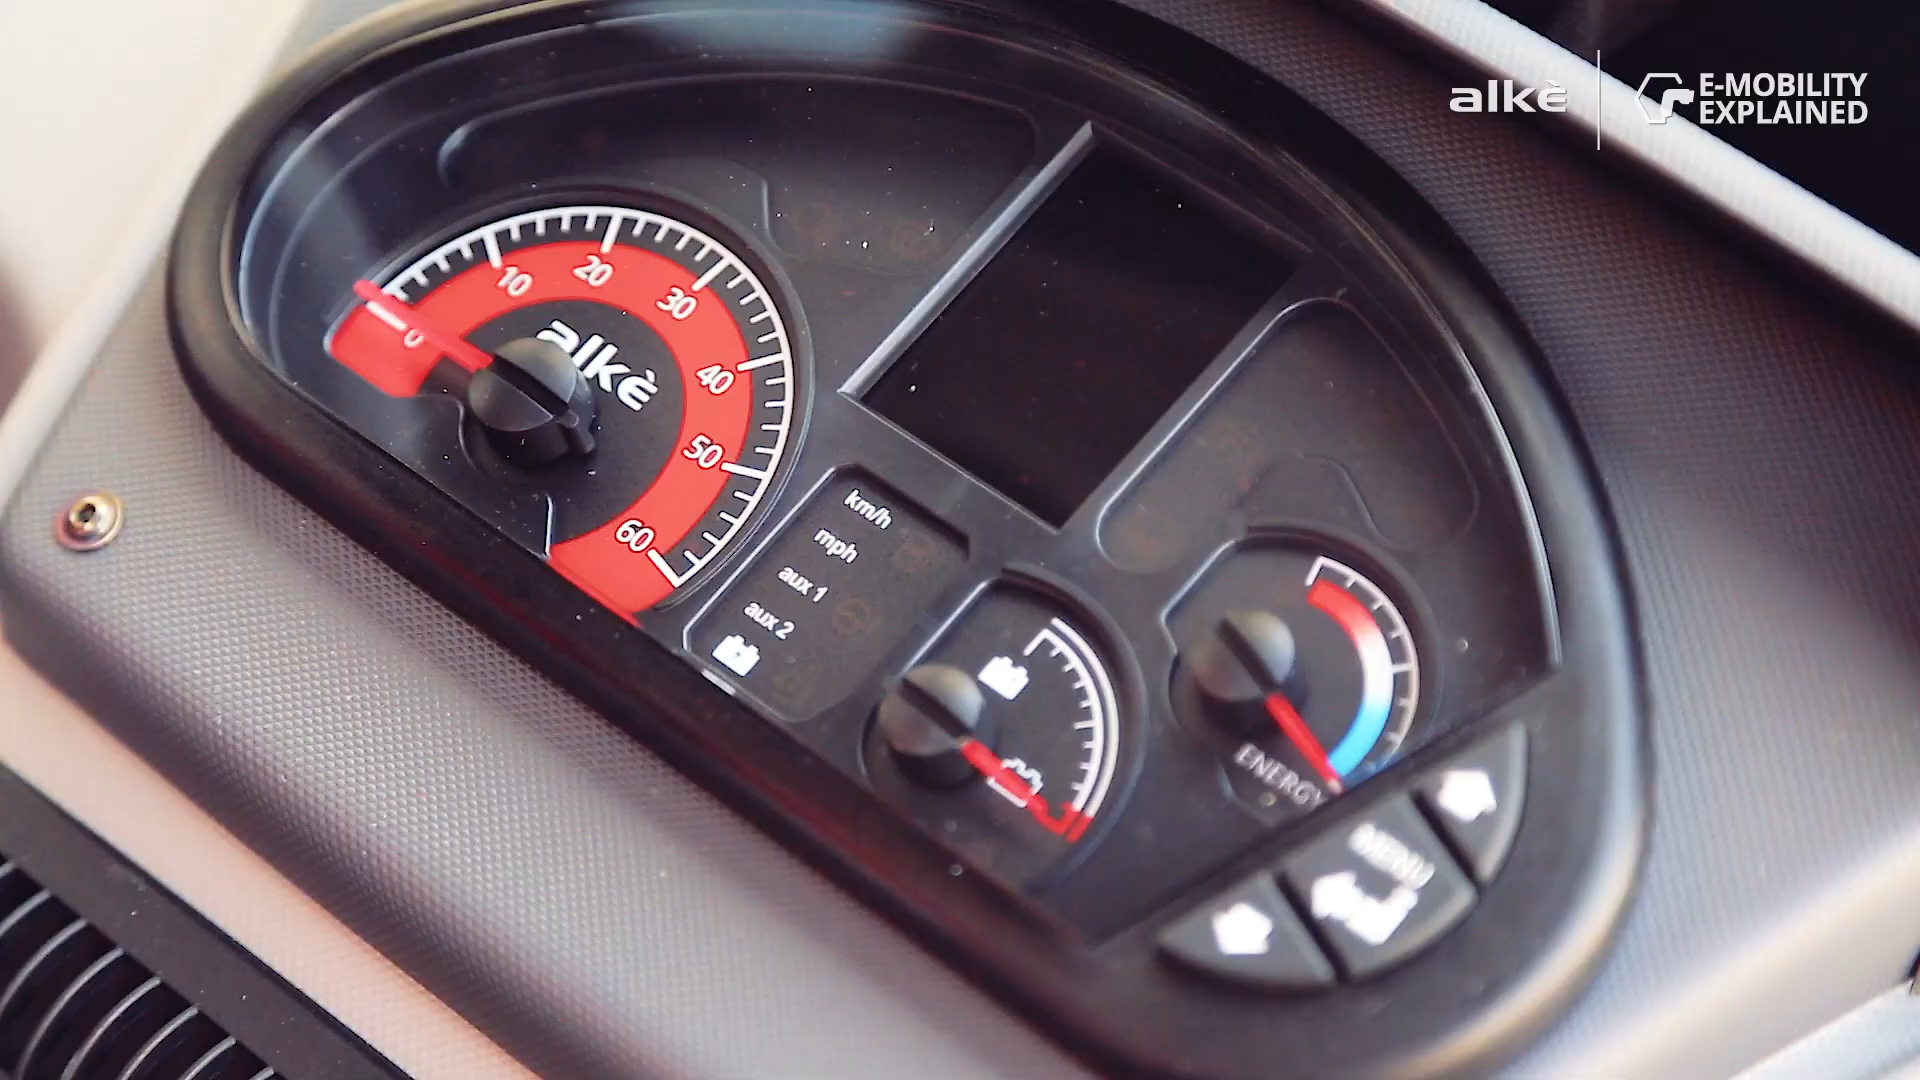 alkè
E-MOBILITY
EXPLAINED
0
10
20
30
40
50
60
alkè
km/h
mph
aux 1
aux 2
ENERGY
MENU